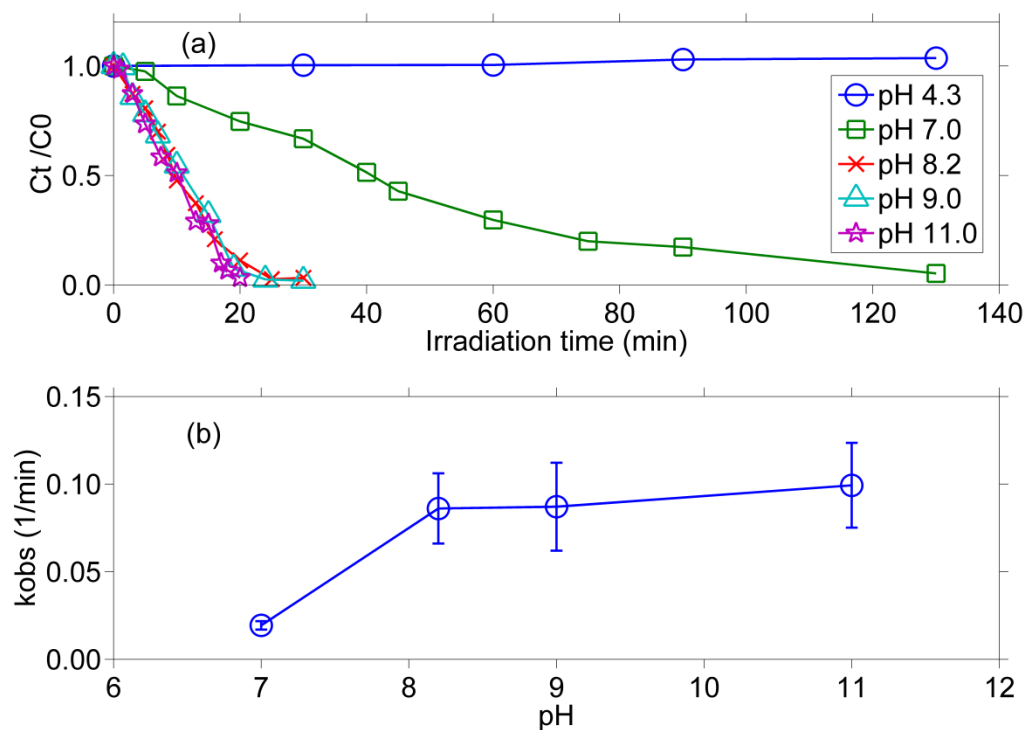 (a)
1.0
0.5
0.0
Ct /C0
pH 4.3
pH 7.0
pH 8.2
pH 9.0
pH 11.0
0 20 40 60 80 100 120 140
Irradiation time (min)
(b)
0.15
0.10
0.05
0.00
kobs (1/min)
6 7 8 9 10 11 12
pH